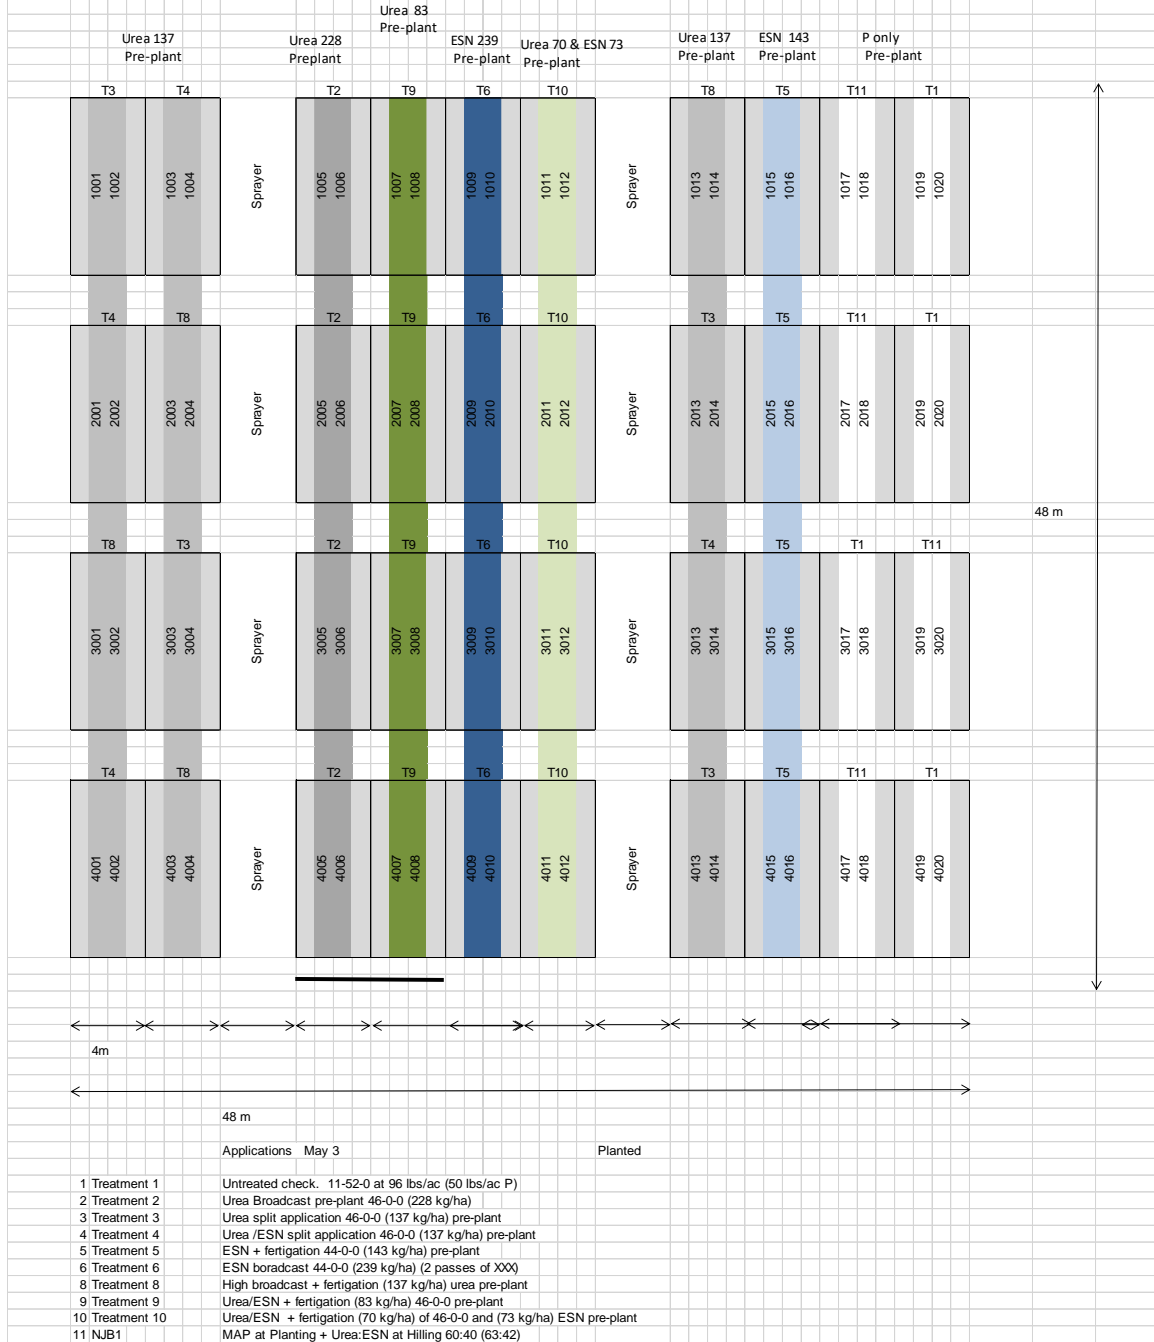 Urea 83
Pre-plant
Urea 137
Pre-plant
Urea 228
Preplant
ESN 239
Pre-plant
Urea 70 & ESN 73
Pre-plant
Urea 137
Pre-plant
ESN 143
Pre-plant
P only
Pre-plant
T3 T4 T2 T9 T6 T10 T8 T5 T11 T1
1001 1002 1003 1004 Sprayer 1005 1006 1007 1008 1009 1010 1011 1012 Sprayer 1013 1014 1015 1016 1017 1018 1019 1020
T4 T8 T2 T9 T6 T10 T3 T5 T11 T1
2001 2002 2003 2004 Sprayer 2005 2006 2007 2008 2009 2010 2011 2012 Sprayer 2013 2014 2015 2016 2017 2018 2019 2020
48 m
T8 T3 T2 T9 T6 T10 T4 T5 T1 T11
3001 3002 3003 3004 Sprayer 3005 3006 3007 3008 3009 3010 3011 3012 Sprayer 3013 3014 3015 3016 3017 3018 3019 3020
T4 T8 T2 T9 T6 T10 T3 T5 T11 T1
4001 4002 4003 4004 Sprayer 4005 4006 4007 4008 4009 4010 4011 4012 Sprayer 4013 4014 4015 4016 4017 4018 4019 4020
4m
48 m
Applications May 3 Planted
1 Treatment 1 Untreated check. 11-52-0 at 96 lbs/ac (50 lbs/ac P)
2 Treatment 2 Urea Broadcast pre-plant 46-0-0 (228 kg/ha)
3 Treatment 3 Urea split application 46-0-0 (137 kg/ha) pre-plant
4 Treatment 4 Urea /ESN split application 46-0-0 (137 kg/ha) pre-plant
5 Treatment 5 ESN + fertigation 44-0-0 (143 kg/ha) pre-plant
6 Treatment 6 ESN boradcast 44-0-0 (239 kg/ha) (2 passes of XXX)
8 Treatment 8 High broadcast + fertigation (137 kg/ha) urea pre-plant
9 Treatment 9 Urea/ESN + fertigation (83 kg/ha) 46-0-0 pre-plant
10 Treatment 10 Urea/ESN + fertigation (70 kg/ha) of 46-0-0 and (73 kg/ha) ESN pre-plant
11 NJB1 MAP at Planting + Urea:ESN at Hilling 60:40 (63:42)